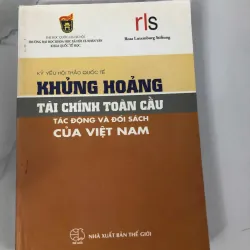 rls
ĐẠI HỌC QUỐC GIA HÀ NỘI
TRƯỜNG ĐẠI HỌC KHOA HỌC XÃ HỘI VÀ NHÂN VĂN
KHOA QUỐC TẾ HỌC
Rosa Luxemburg Stiftung
KỶ YẾU HỘI THẢO QUỐC TẾ
KHỦNG HOẢNG
TÀI CHÍNH TOÀN CẦU
TÁC ĐỘNG VÀ ĐỐI SÁCH
CỦA VIỆT NAM
NHÀ XUẤT BẢN THẾ GIỚI